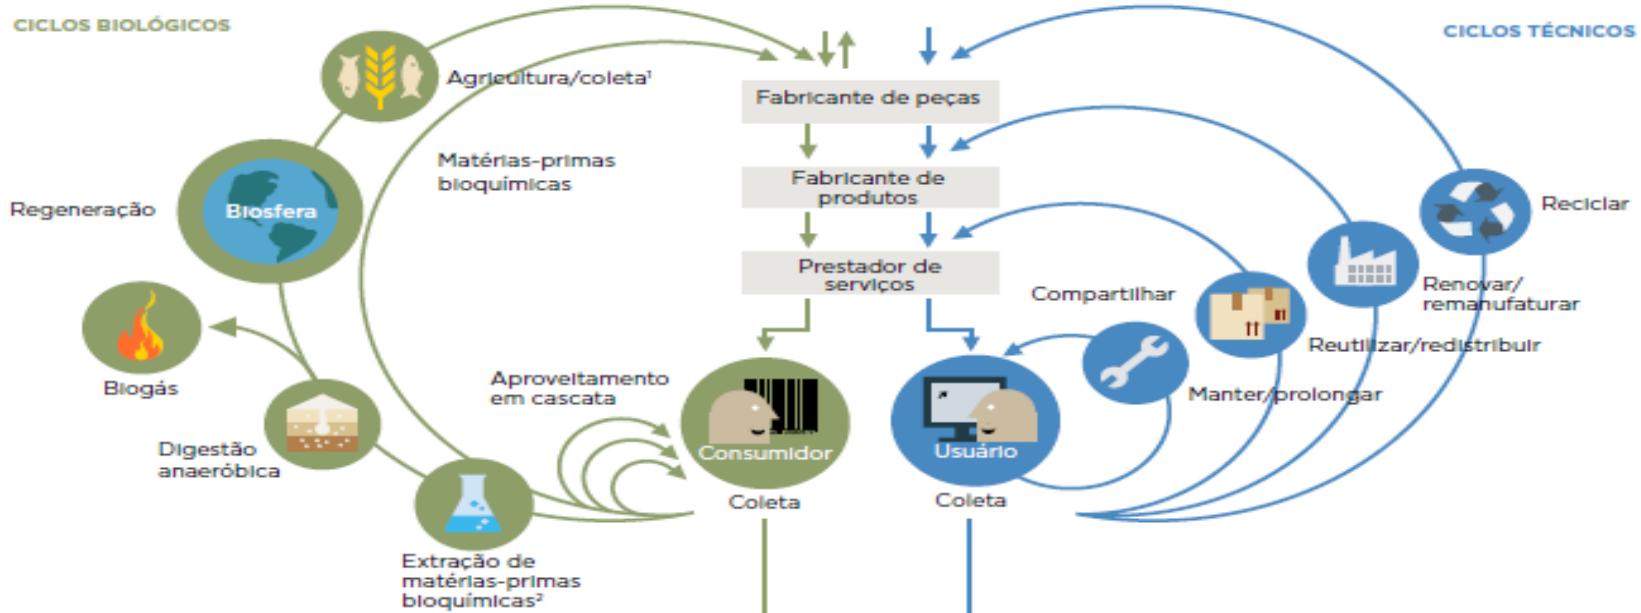 CICLOS BIOLÓGICOS
CICLOS TÉCNICOS
Agricultura/coleta¹
Fabricante de peças
Matérias-primas
bioquímicas
Fabricante de
produtos
Regeneração
Biosfera
Reciclar
Prestador de
serviços
Compartilhar
Renovar/
remanufaturar
Reutilizar/redistribuir
Biogás
Aproveitamento
em cascata
Manter/prolongar
Digestão
anaeróbica
Consumidor
Usuário
Coleta
Coleta
Extração de
matérias-primas
bioquímicas²